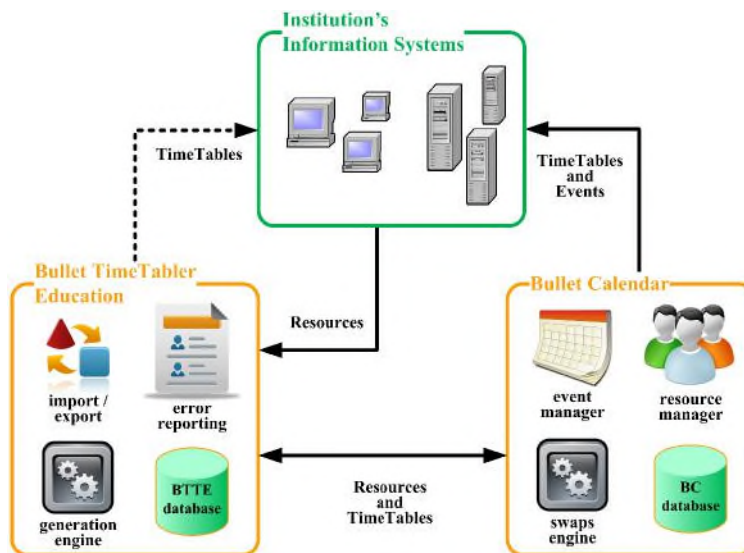 Institution's
Information Systems
TimeTables
TimeTables
and
Events
Bullet TimeTabler
Education
Resources
Bullet Calendar
import /
export
error
reporting
event
manager
resource
manager
generation
engine
BTTE
database
Resources
and
TimeTables
swaps
engine
BC
database